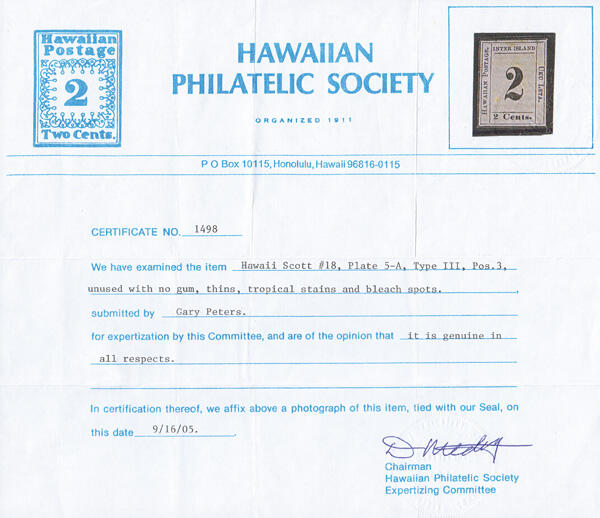 Hawaiian
Postage
2
Two Cents.
HAWAIIAN
PHILATELIC SOCIETY
ORGANIZED 1911
INTER ISLAND
Hawaiian Postage.
2
Uku Leta.
2 Cents.
P O Box 10115, Honolulu, Hawaii 96816-0115
CERTIFICATE NO. 1498
We have examined the item Hawaii Scott #18, Plate 5-A, Type III, Pos.3,
unused with no gum, thins, tropical stains and bleach spots.
submitted by Gary Peters.
for expertization by this Committee, and are of the opinion that it is genuine in
all respects.
In certification thereof, we affix above a photograph of this item, tied with our Seal, on
this date 9/16/05.
Chairman
Hawaiian Philatelic Society
Expertizing Committee